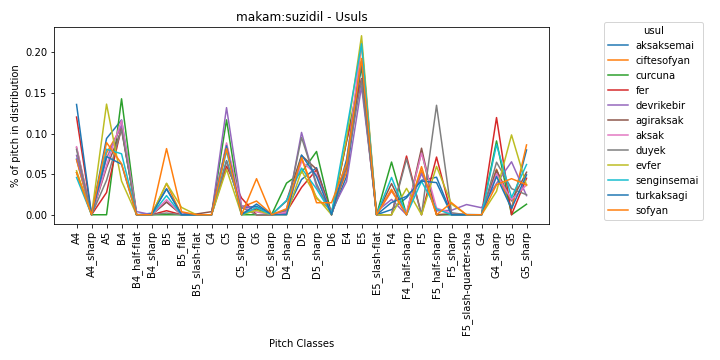 makam:suzidil - Usuls
% of pitch in distribution
0.20
0.15
0.10
0.05
0.00
A4
A4_sharp
A5
B4
B4_half-flat
B4_sharp
B5
B5_flat
B5_slash-flat
C4
C5
C5_sharp
C6
C6_sharp
D4_sharp
D5
D5_sharp
D6
E4
E5
E5_slash-flat
F4
F4_half-sharp
F5
F5_half-sharp
F5_sharp
F5_slash-quarter-sha
G4
G4_sharp
G5
G5_sharp
Pitch Classes
usul
aksaksemai
ciftesofyan
curcuna
fer
devrikebir
agiraksak
aksak
duyek
evfer
senginsemai
turkaksagi
sofyan